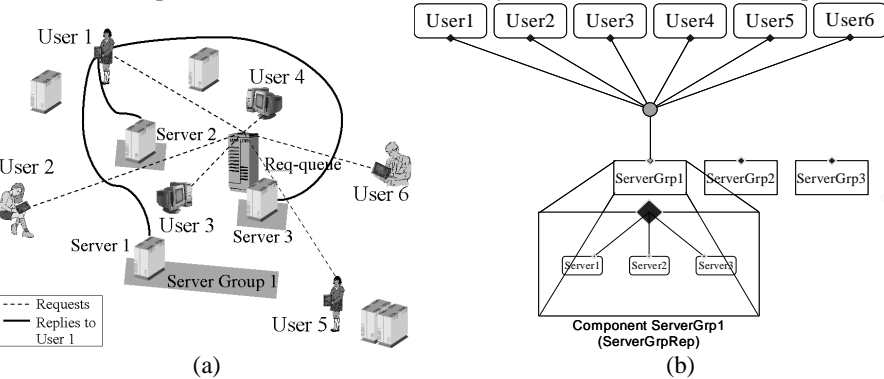 User 1
User 4
Server 2
User 2
Req-queue
User 6
User 3
Server 3
Server 1
Server Group 1
User 5
Requests
Replies to
User 1
(a)
User1 User2 User3 User4 User5 User6
ServerGrp1 ServerGrp2 ServerGrp3
Server1 Server2 Server3
Component ServerGrp1
(ServerGrpRep)
(b)